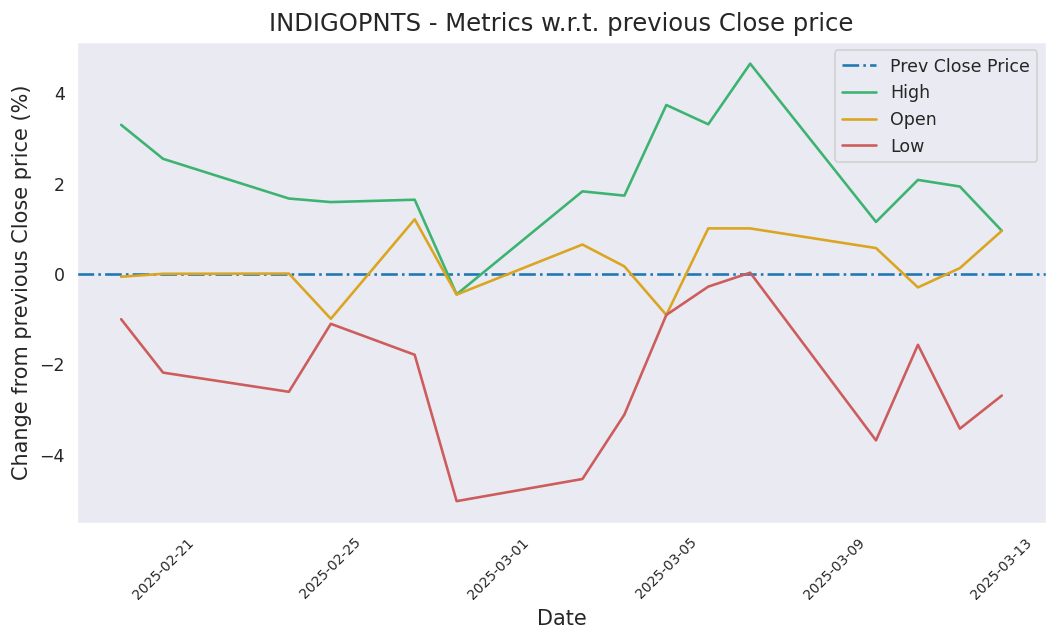 INDIGOPNTS - Metrics w.r.t. previous Close price
Change from previous Close price (%)
4
2
0
−2
−4
Prev Close Price
High
Open
Low
2025-02-21
2025-02-25
2025-03-01
2025-03-05
2025-03-09
2025-03-13
Date